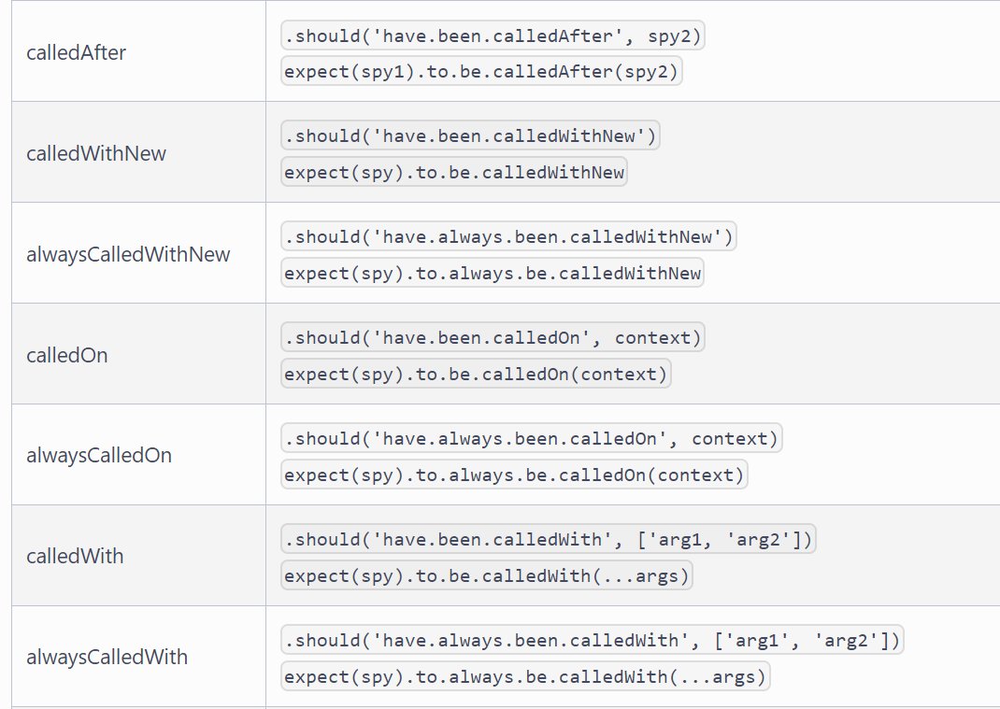 calledAfter
.should('have.been.calledAfter', spy2)
expect(spy1).to.be.calledAfter(spy2)
calledWithNew
.should('have.been.calledWithNew')
expect(spy).to.be.calledWithNew
alwaysCalledWithNew
.should('have.always.been.calledWithNew')
expect(spy).to.always.be.calledWithNew
calledOn
.should('have.been.calledOn', context)
expect(spy).to.be.calledOn(context)
alwaysCalledOn
.should('have.always.been.calledOn', context)
expect(spy).to.always.be.calledOn(context)
calledWith
.should('have.been.calledWith', ['arg1, 'arg2'])
expect(spy).to.be.calledWith(...args)
alwaysCalledWith
.should('have.always.been.calledWith', ['arg1', 'arg2'])
expect(spy).to.always.be.calledWith(...args)